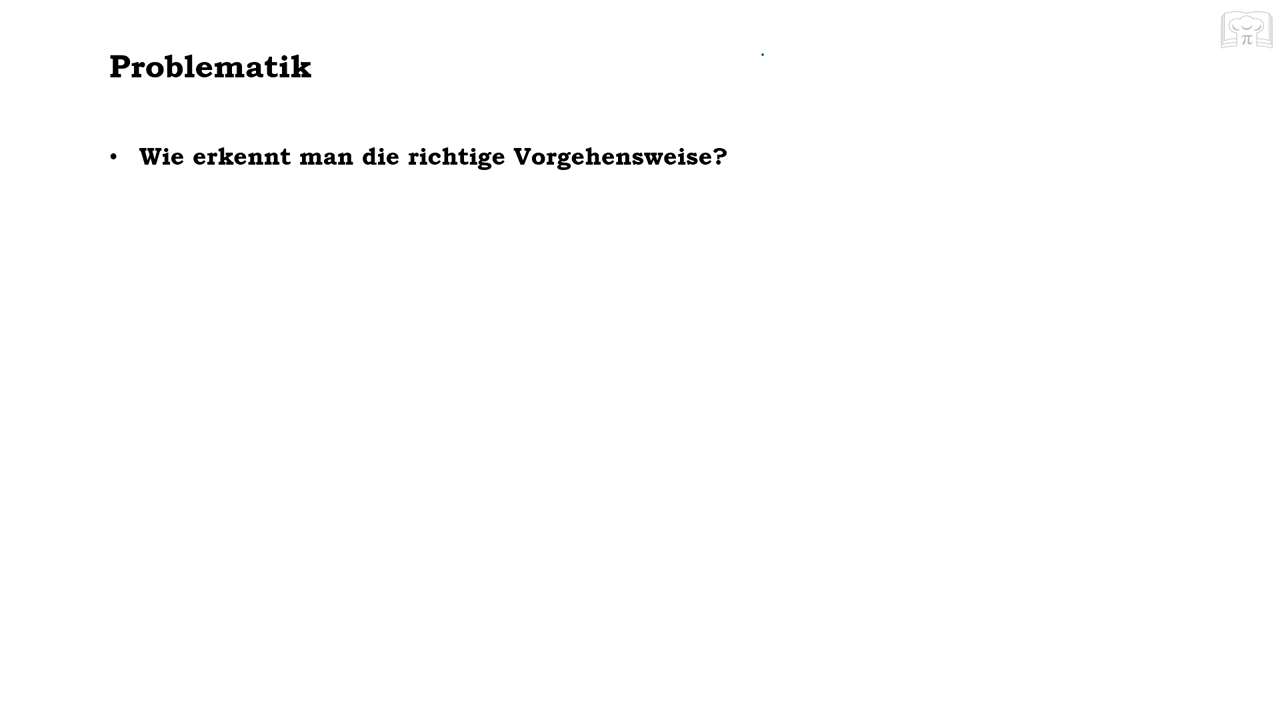 Problematik
• Wie erkennt man die richtige Vorgehensweise?
π